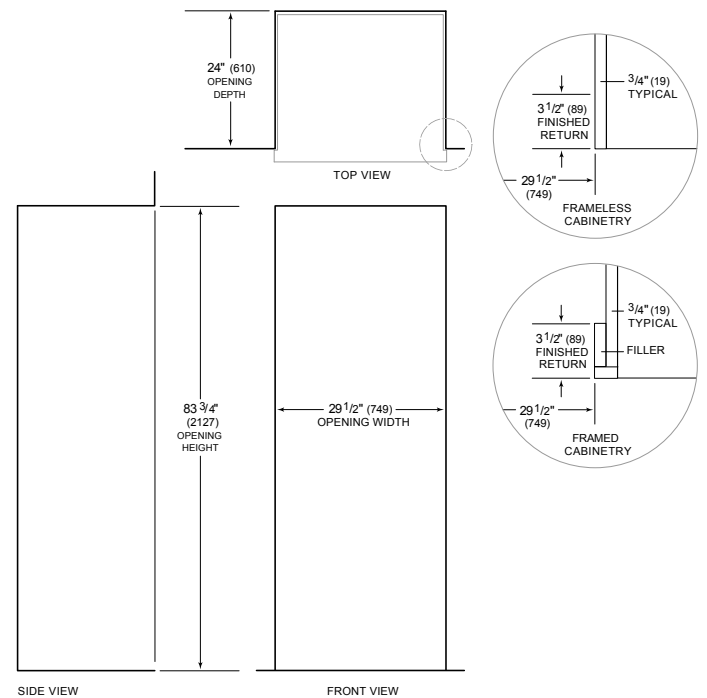 24" (610)
OPENING
DEPTH
TOP VIEW
3/4" (19)
TYPICAL
3 1/2" (89)
FINISHED
RETURN
29 1/2"
(749)
FRAMELESS
CABINETRY
3/4" (19)
TYPICAL
3 1/2" (89)
FINISHED
RETURN
FILLER
29 1/2"
(749)
FRAMED
CABINETRY
83 3/4"
(2127)
OPENING
HEIGHT
29 1/2" (749)
OPENING WIDTH
SIDE VIEW
FRONT VIEW